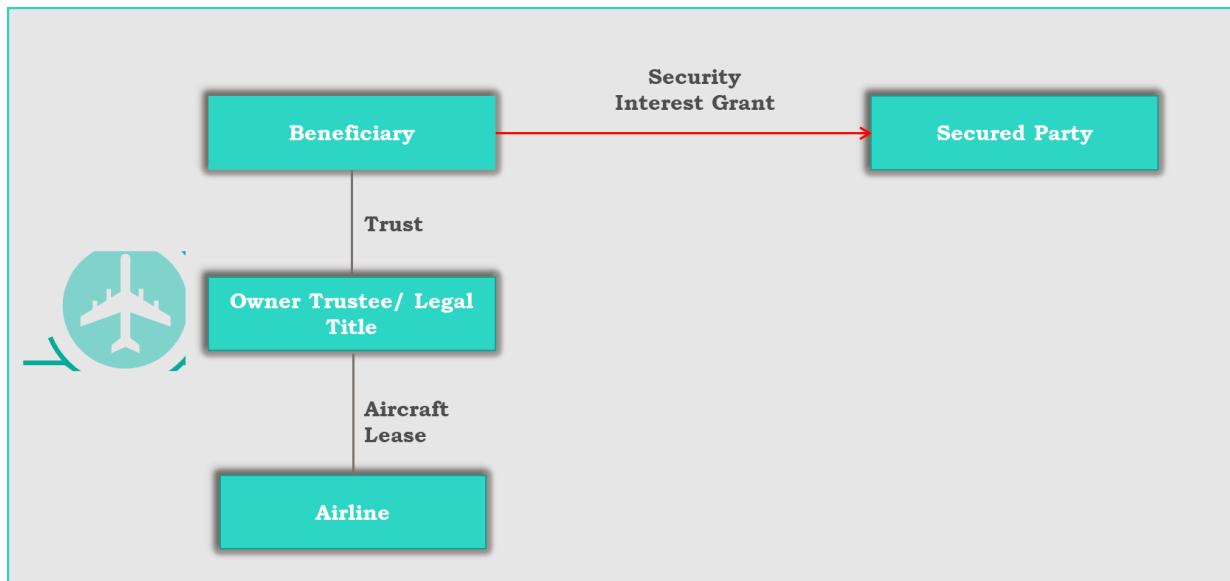 Security
Interest Grant
Beneficiary
Secured Party
Trust
Owner Trustee/ Legal
Title
Aircraft
Lease
Airline